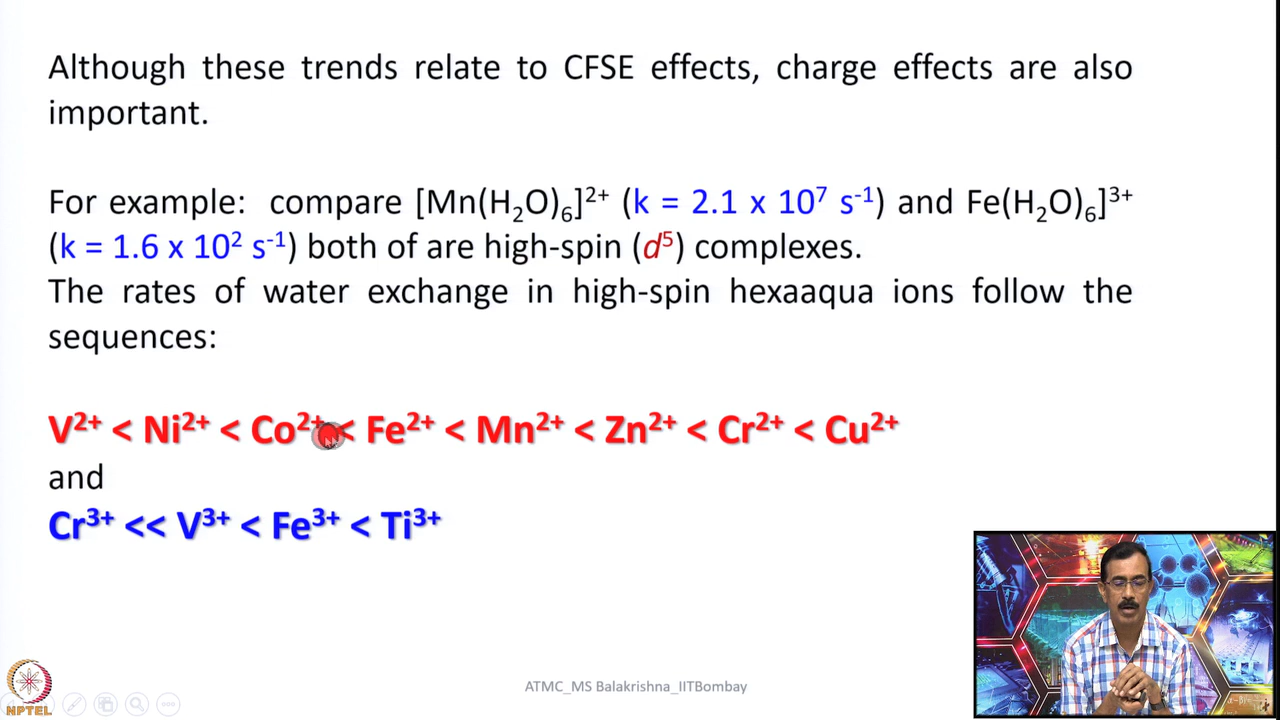 Although these trends relate to CFSE effects, charge effects are also
important.
For example: compare [Mn(H₂O)₆]²⁺ (k = 2.1 x 10⁷ s⁻¹) and Fe(H₂O)₆]³⁺
(k = 1.6 x 10² s⁻¹) both of are high-spin (d⁵) complexes.
The rates of water exchange in high-spin hexaaqua ions follow the
sequences:
V²⁺ < Ni²⁺ < Co²⁺ < Fe²⁺ < Mn²⁺ < Zn²⁺ < Cr²⁺ < Cu²⁺
and
Cr³⁺ << V³⁺ < Fe³⁺ < Ti³⁺
ATMC_MS Balakrishna_IITBombay
NPTEL